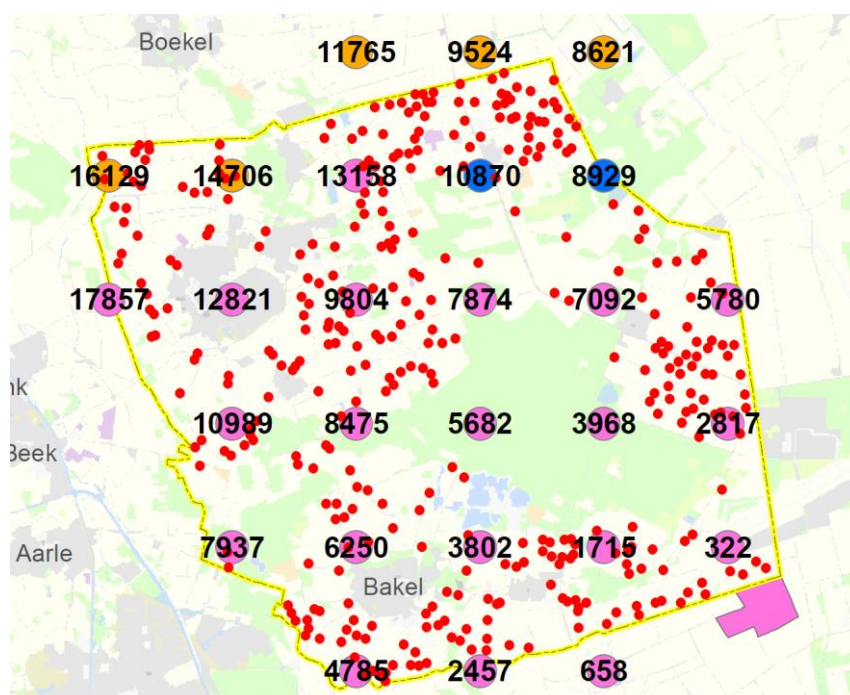 Boekel
11765 9524 8621
16129 14706 13158 10870 8929
17857 12821 9804 7874 7092 5780
nk
10989 8475 5682 3968 2817
Beek
Aarle 7937 6250 3802 1715 322
Bakel
4785 2457 658